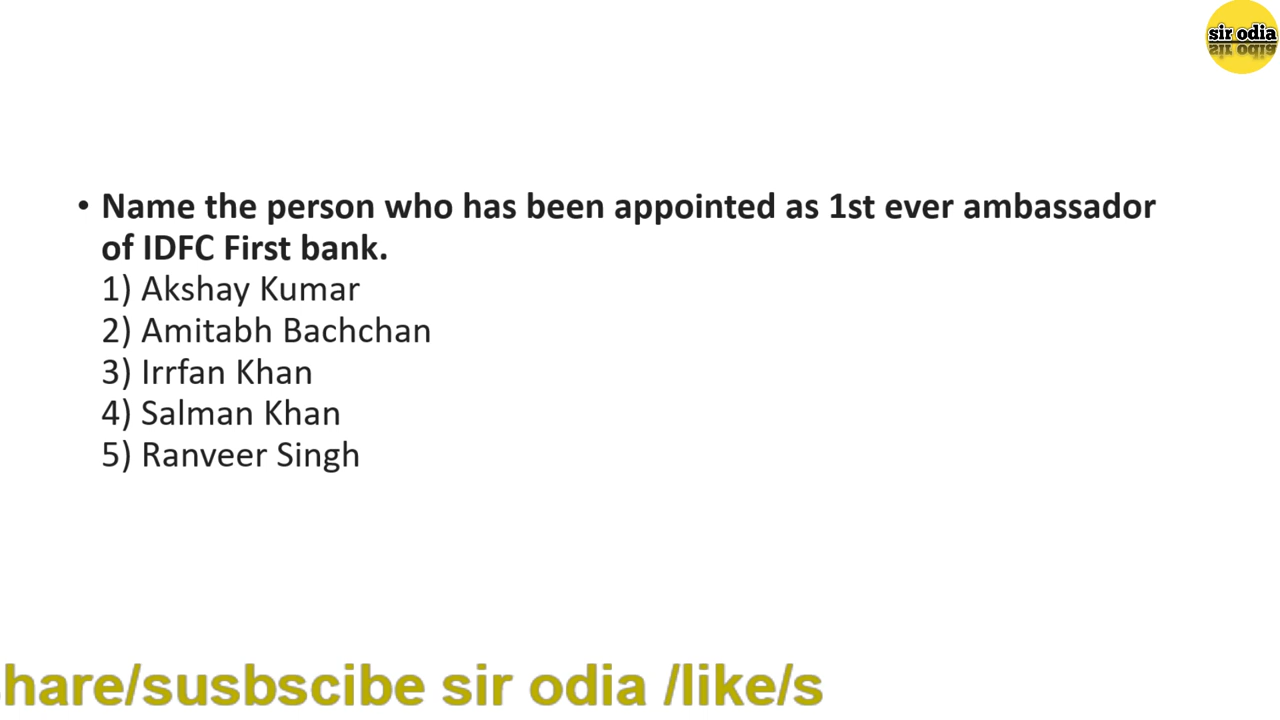 sir odia
• Name the person who has been appointed as 1st ever ambassador
of IDFC First bank.
1) Akshay Kumar
2) Amitabh Bachchan
3) Irrfan Khan
4) Salman Khan
5) Ranveer Singh
hare/susbscibe sir odia /like/s